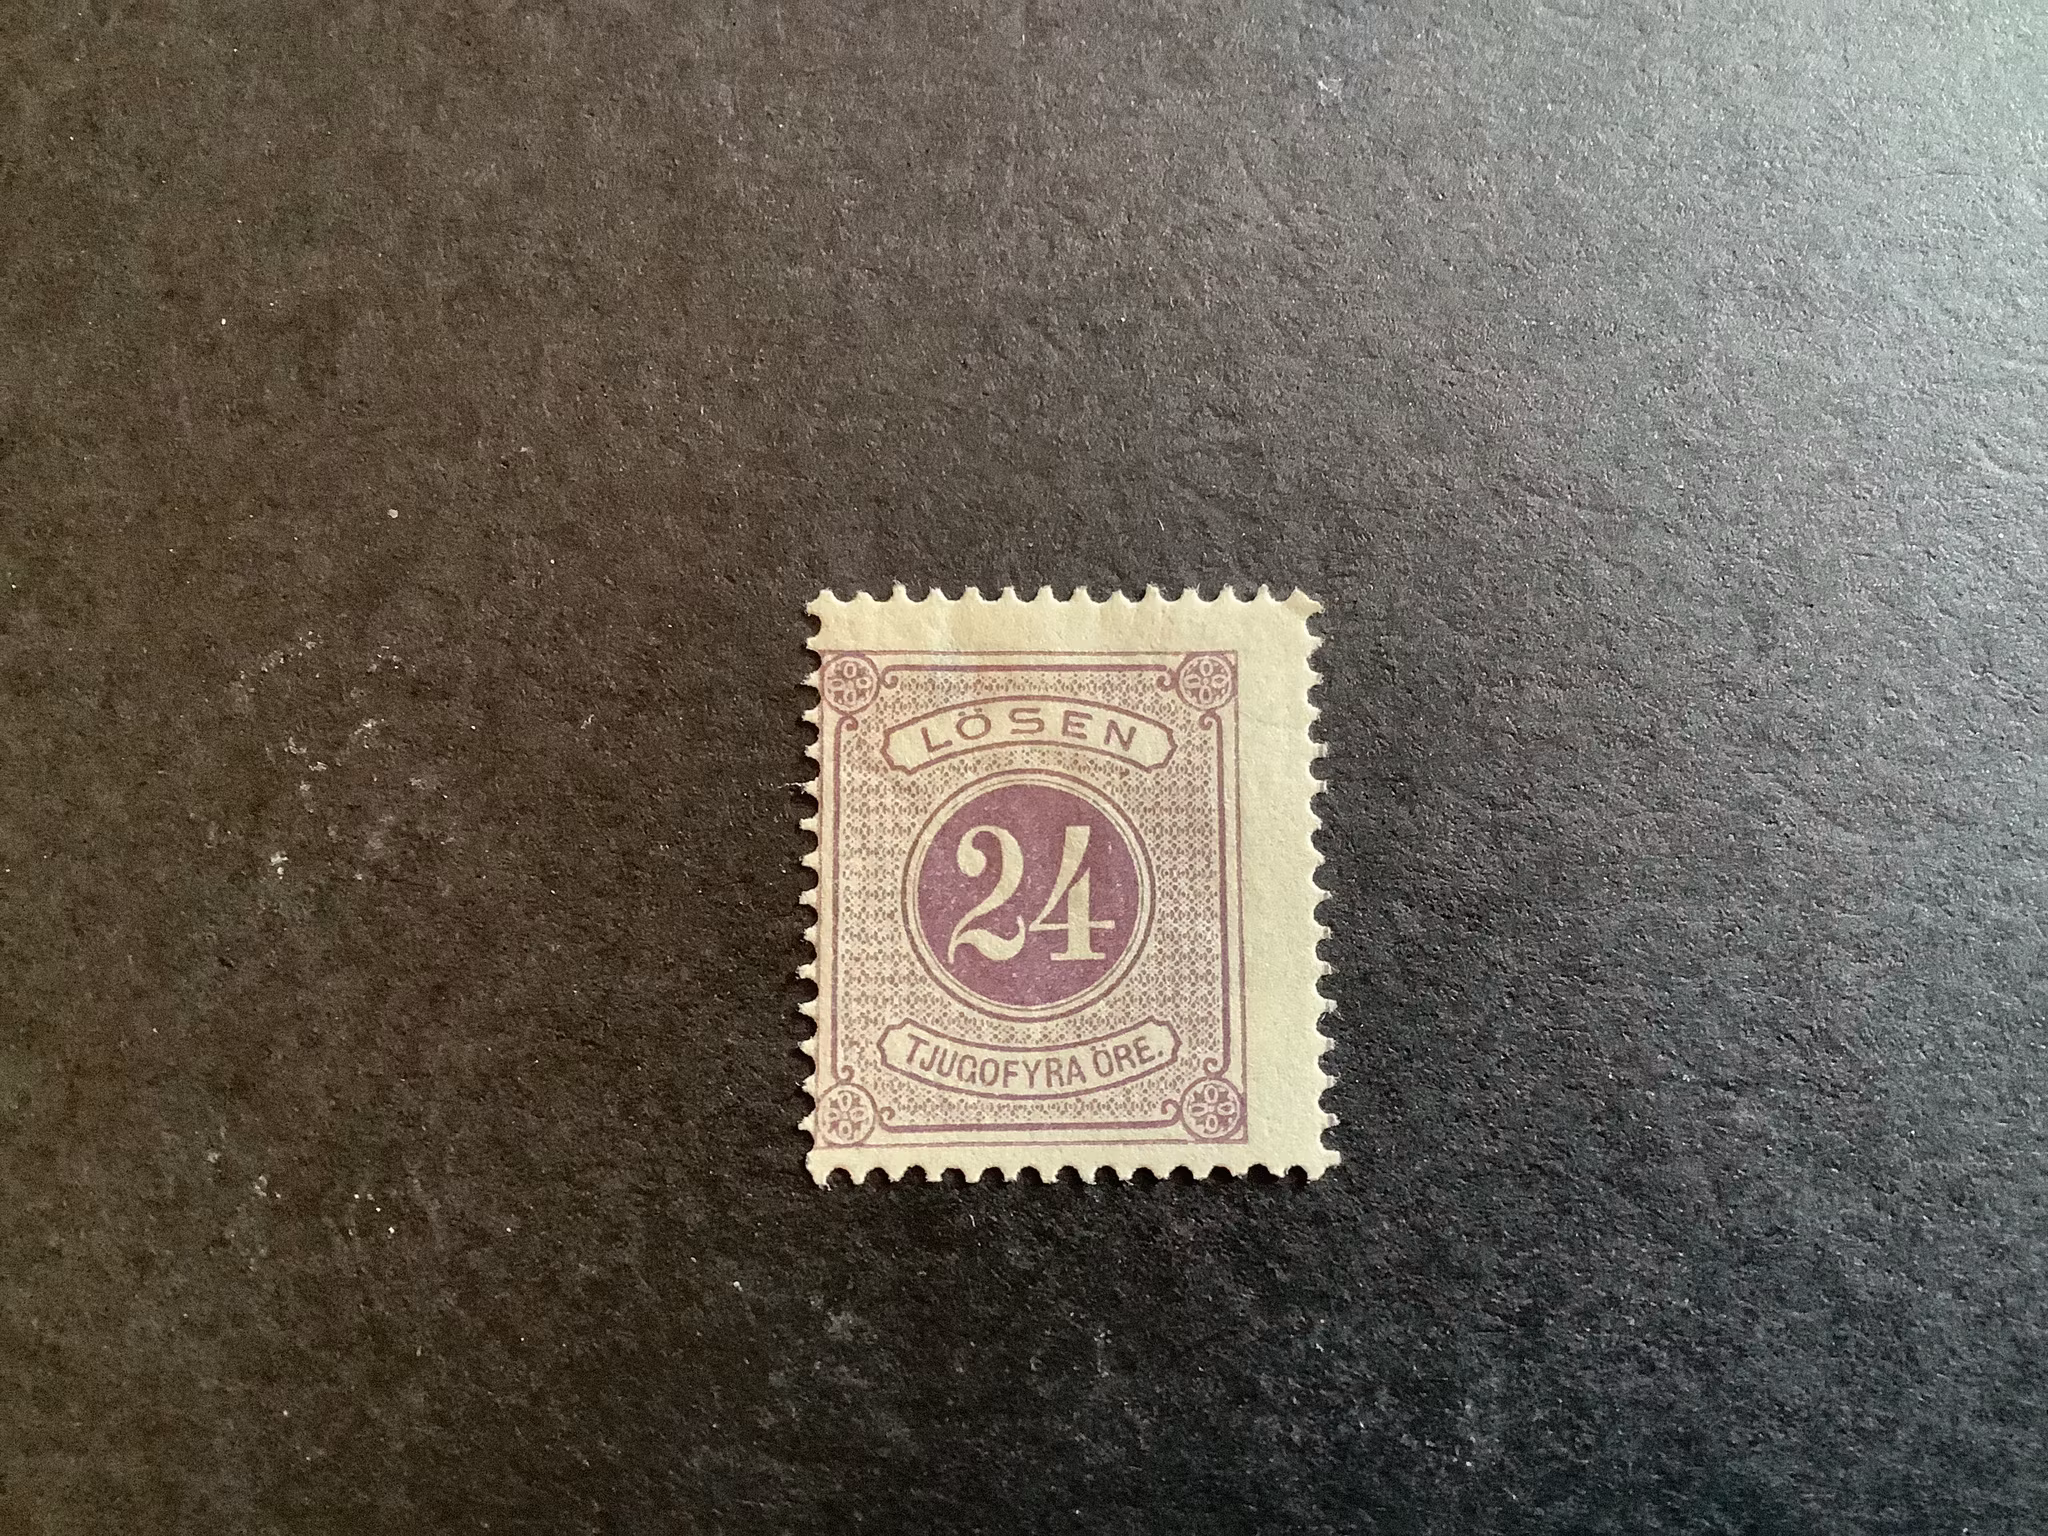 LÖSEN
24
TJUGOFYRA ÖRE.